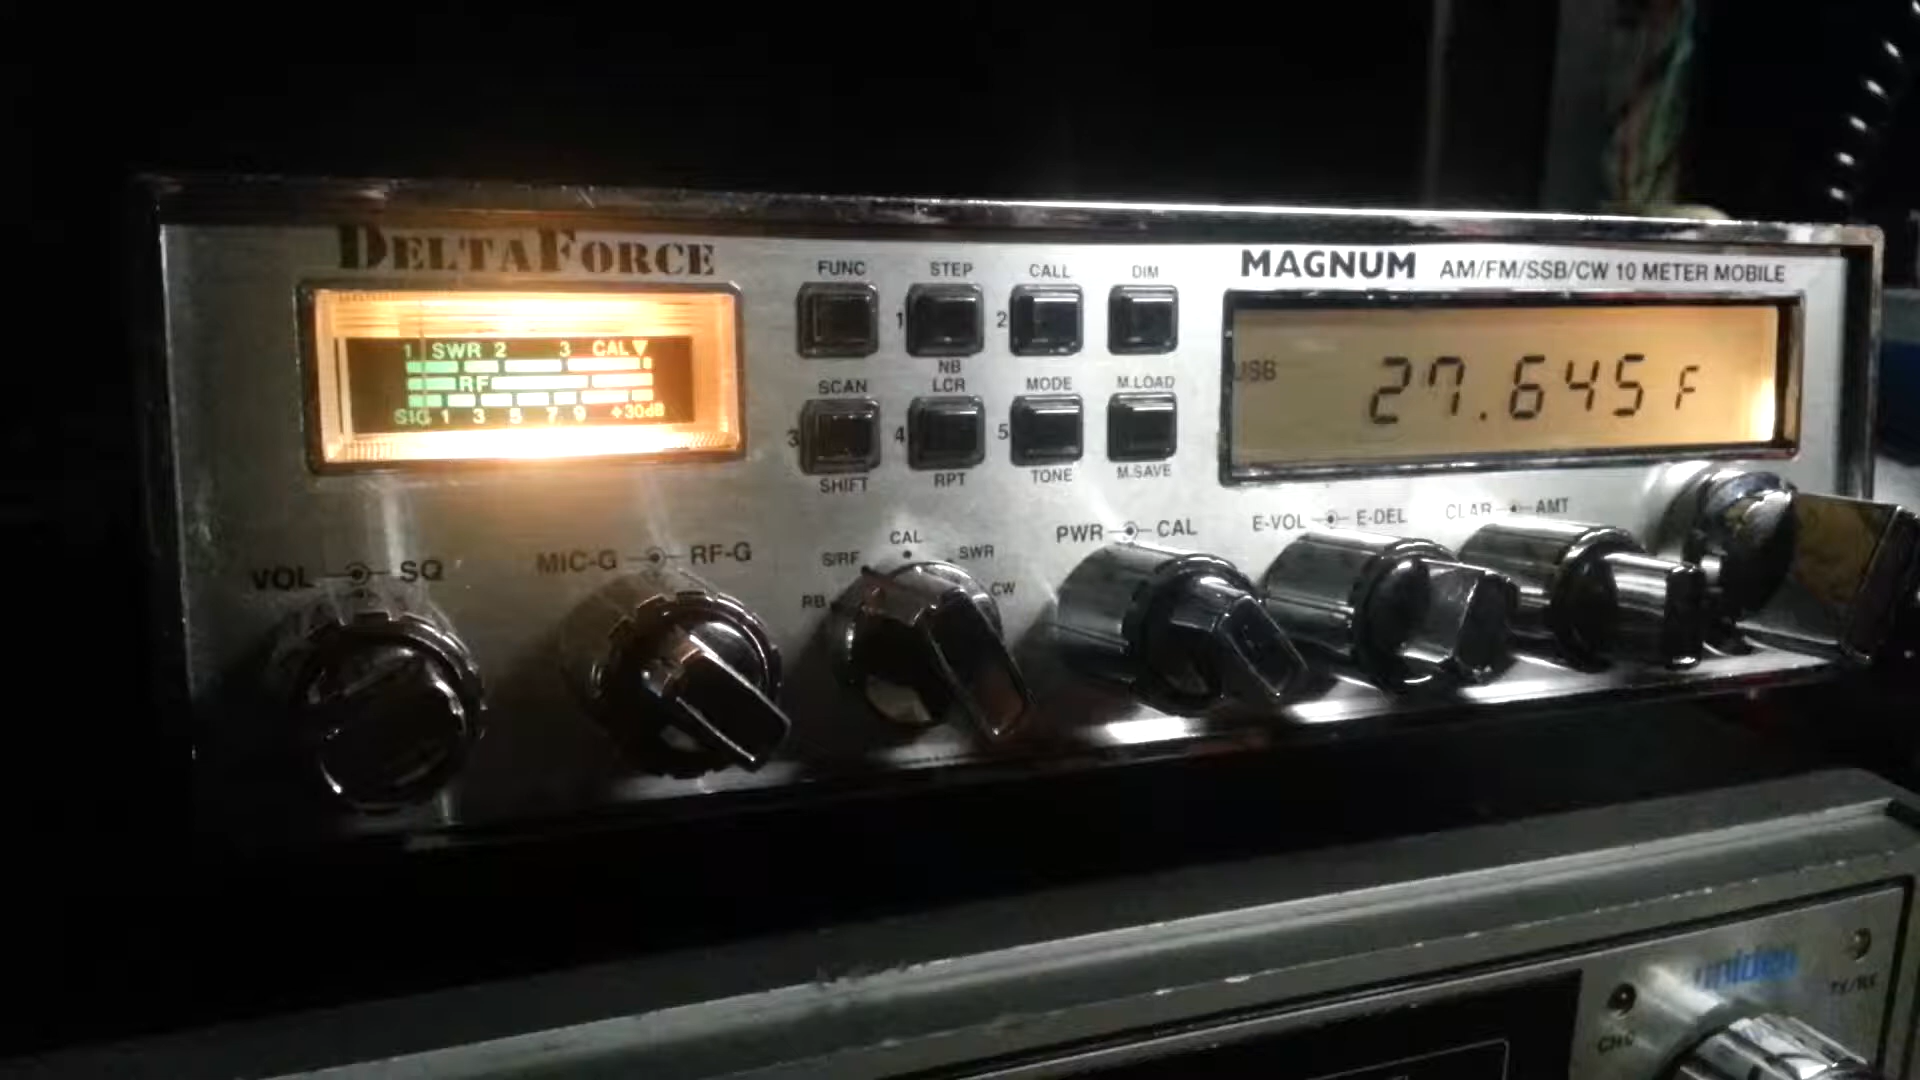 DELTAFORCE
1 SWR 2 3 CAL
RF
SIG 1 3 5 7 9 +30dB
FUNC STEP CALL DIM
1 2
NB
SCAN LCR MODE M.LOAD
3 4 5
SHIFT RPT TONE M.SAVE
MAGNUM AM/FM/SSB/CW 10 METER MOBILE
USB 27.645 F
VOL SQ
MIC-G RF-G
CAL
S/RF SWR
RB CW
PWR CAL
E-VOL E-DEL
CLAR AMT
uniden
TX/RX